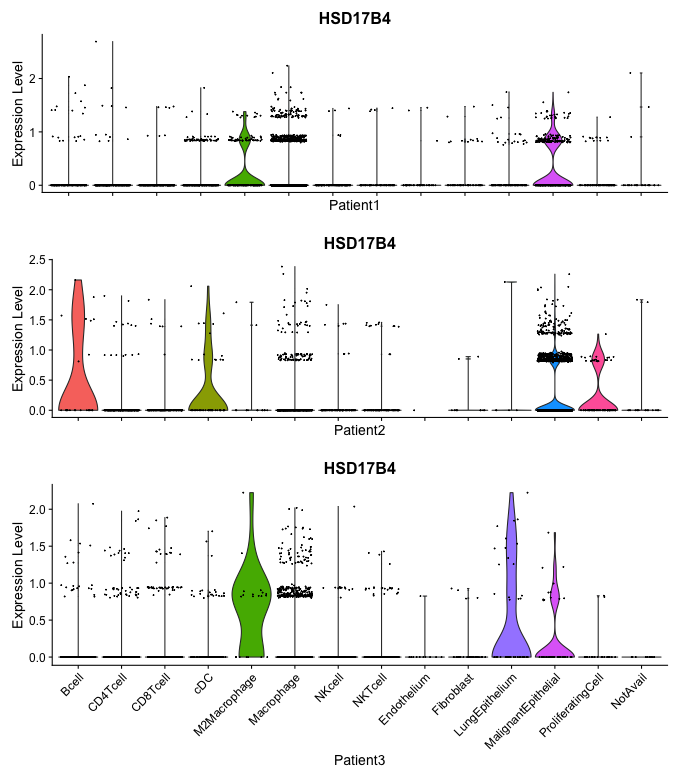 HSD17B4
Expression Level
2
1
0
Patient1
HSD17B4
Expression Level
2.5
2.0
1.5
1.0
0.5
0.0
Patient2
HSD17B4
Expression Level
2.0
1.5
1.0
0.5
0.0
Bcell
CD4Tcell
CD8Tcell
cDC
M2Macrophage
Macrophage
NKcell
NKTcell
Endothelium
Fibroblast
LungEpithelium
MalignantEpithelial
ProliferatingCell
NotAvail
Patient3